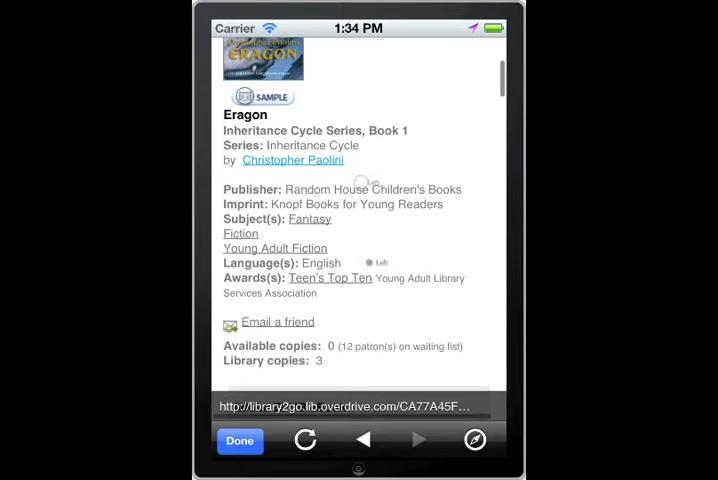 Carrier 1:34 PM
ERAGON
SAMPLE
Eragon
Inheritance Cycle Series, Book 1
Series: Inheritance Cycle
by Christopher Paolini
Publisher: Random House Children's Books
Imprint: Knopf Books for Young Readers
Subject(s): Fantasy
Fiction
Young Adult Fiction
Language(s): English
Awards(s): Teen's Top Ten Young Adult Library
Services Association
Email a friend
Available copies: 0 (12 patron(s) on waiting list)
Library copies: 3
http://library2go.lib.overdrive.com/CA77A45F...
Done